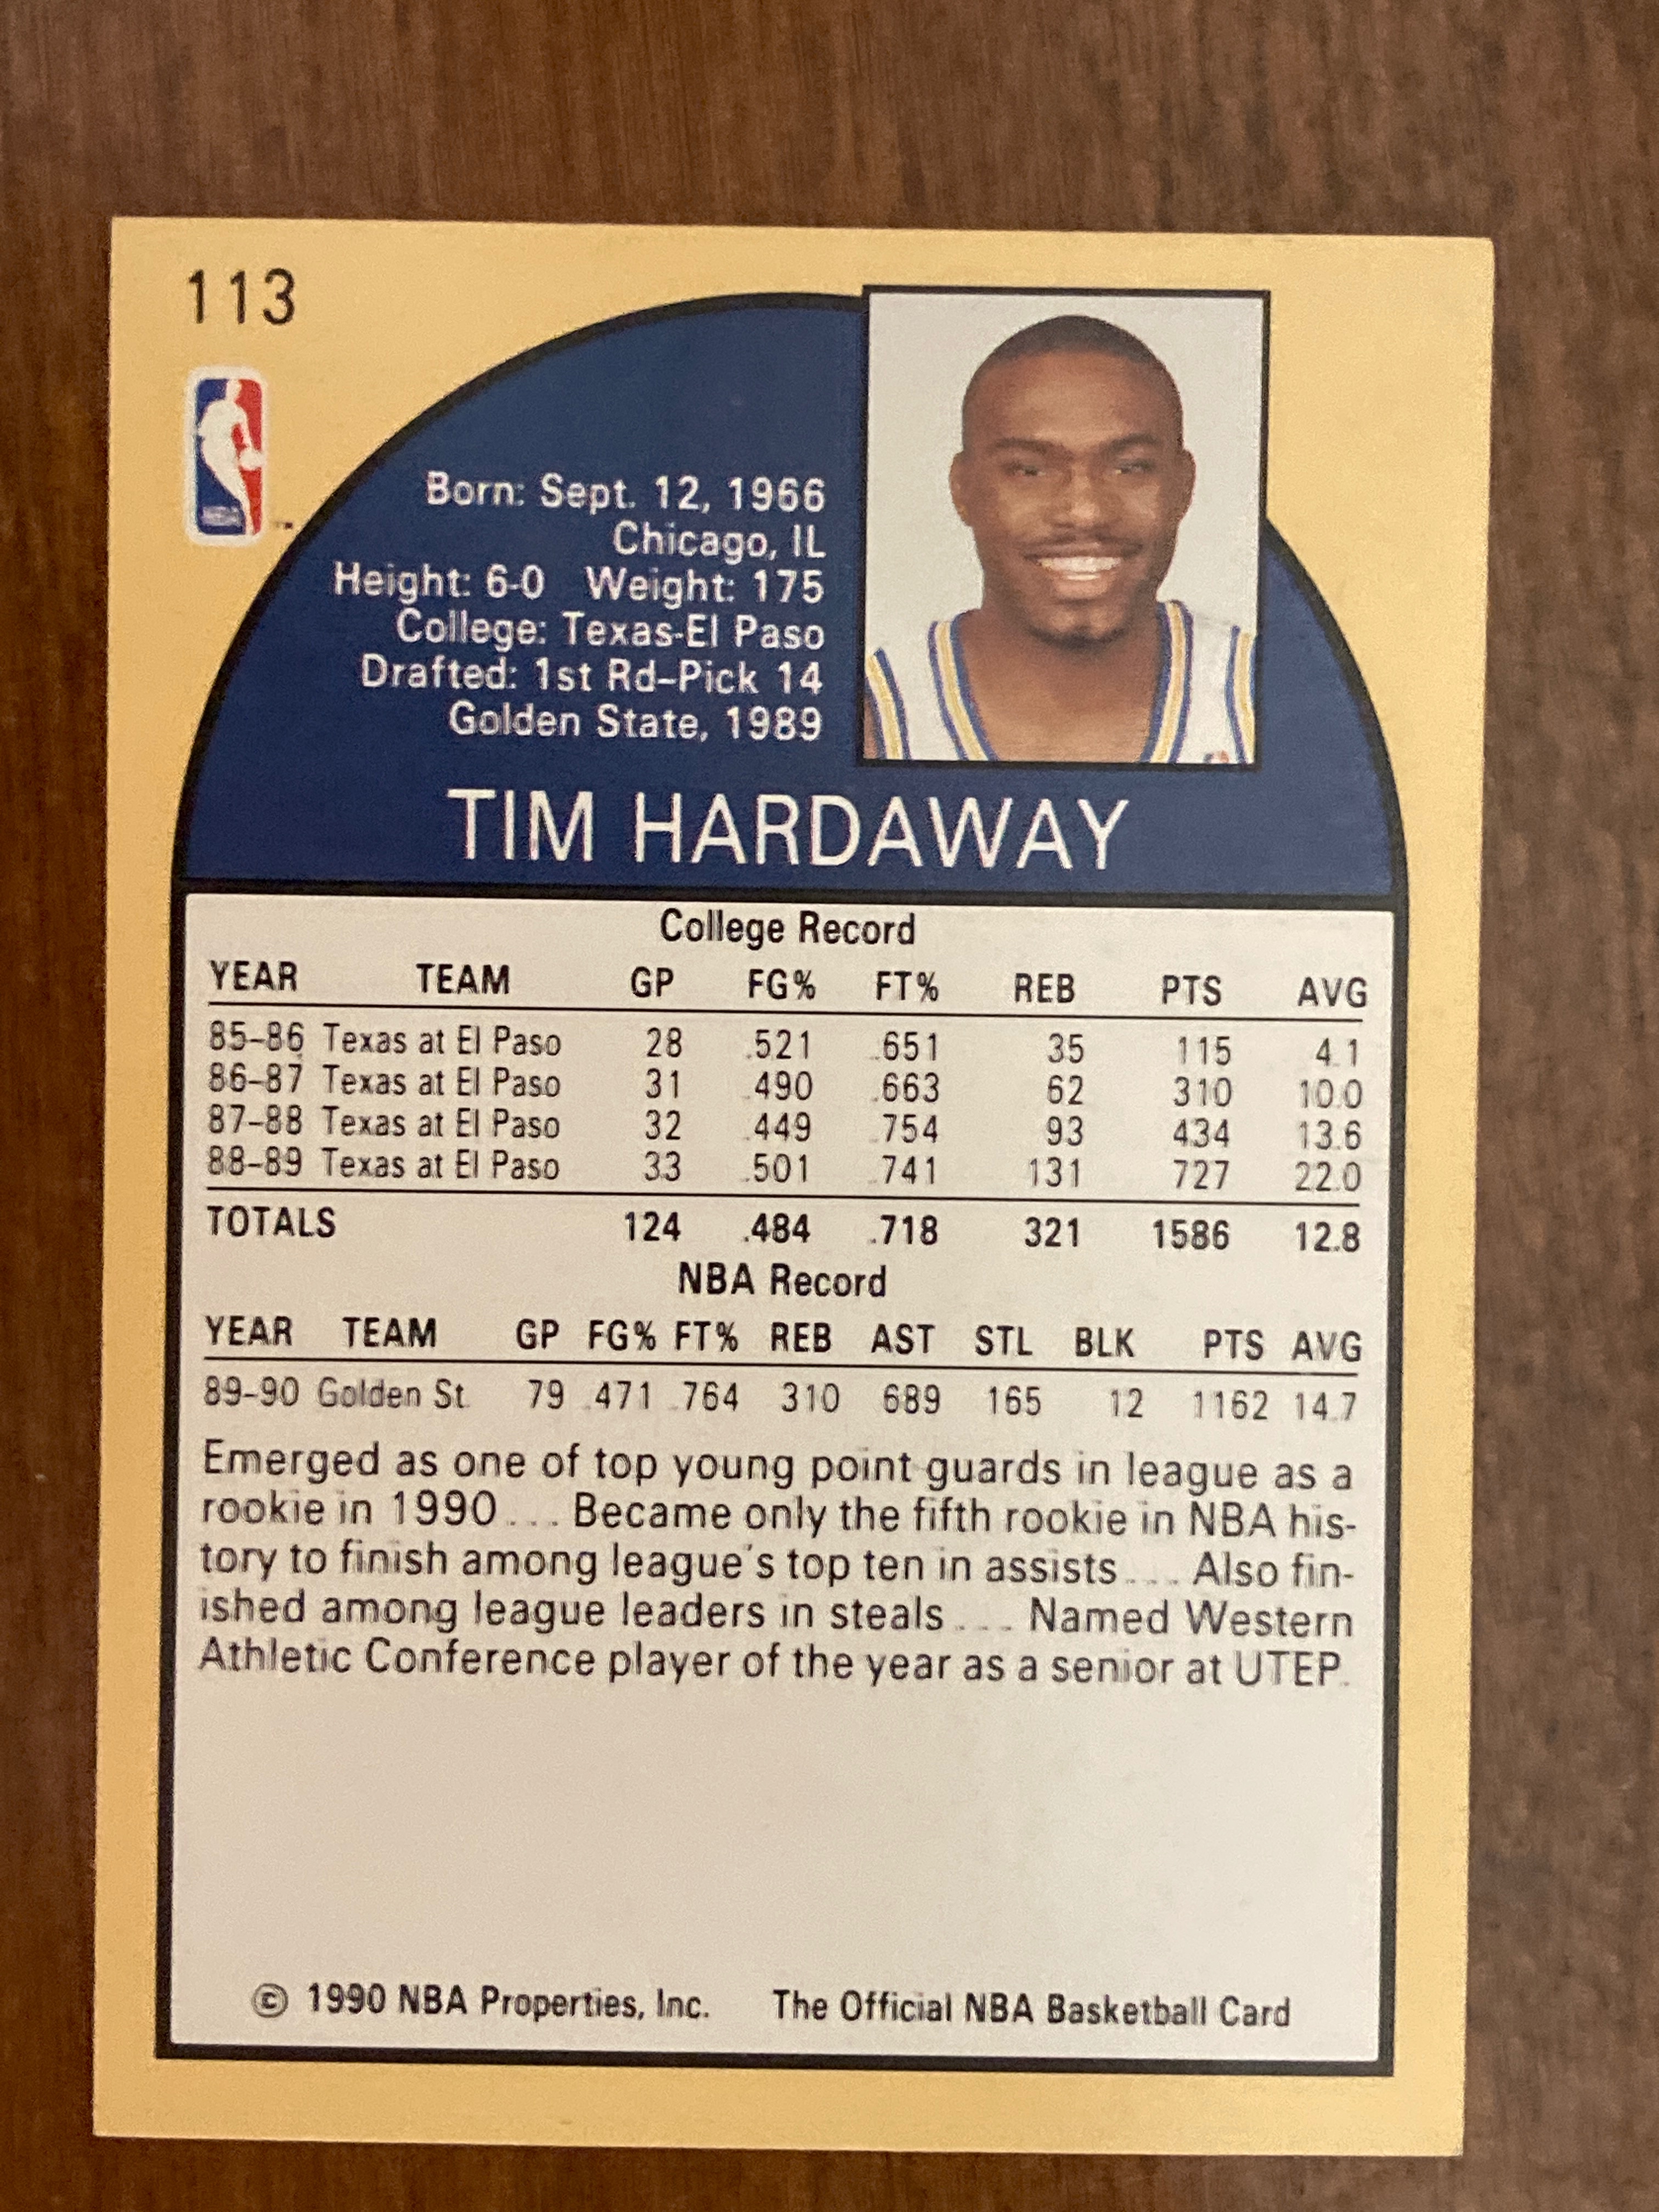 113
NBA
™
Born: Sept. 12, 1966
Chicago, IL
Height: 6-0 Weight: 175
College: Texas-El Paso
Drafted: 1st Rd–Pick 14
Golden State, 1989
TIM HARDAWAY
College Record
YEAR TEAM GP FG% FT% REB PTS AVG
85–86 Texas at El Paso 28 .521 .651 35 115 4.1
86–87 Texas at El Paso 31 .490 .663 62 310 10.0
87–88 Texas at El Paso 32 .449 .754 93 434 13.6
88–89 Texas at El Paso 33 .501 .741 131 727 22.0
TOTALS 124 .484 .718 321 1586 12.8
NBA Record
YEAR TEAM GP FG% FT% REB AST STL BLK PTS AVG
89–90 Golden St. 79 .471 .764 310 689 165 12 1162 14.7
Emerged as one of top young point guards in league as a
rookie in 1990 . . . Became only the fifth rookie in NBA his-
tory to finish among league's top ten in assists . . . Also fin-
ished among league leaders in steals . . . Named Western
Athletic Conference player of the year as a senior at UTEP.
© 1990 NBA Properties, Inc. The Official NBA Basketball Card